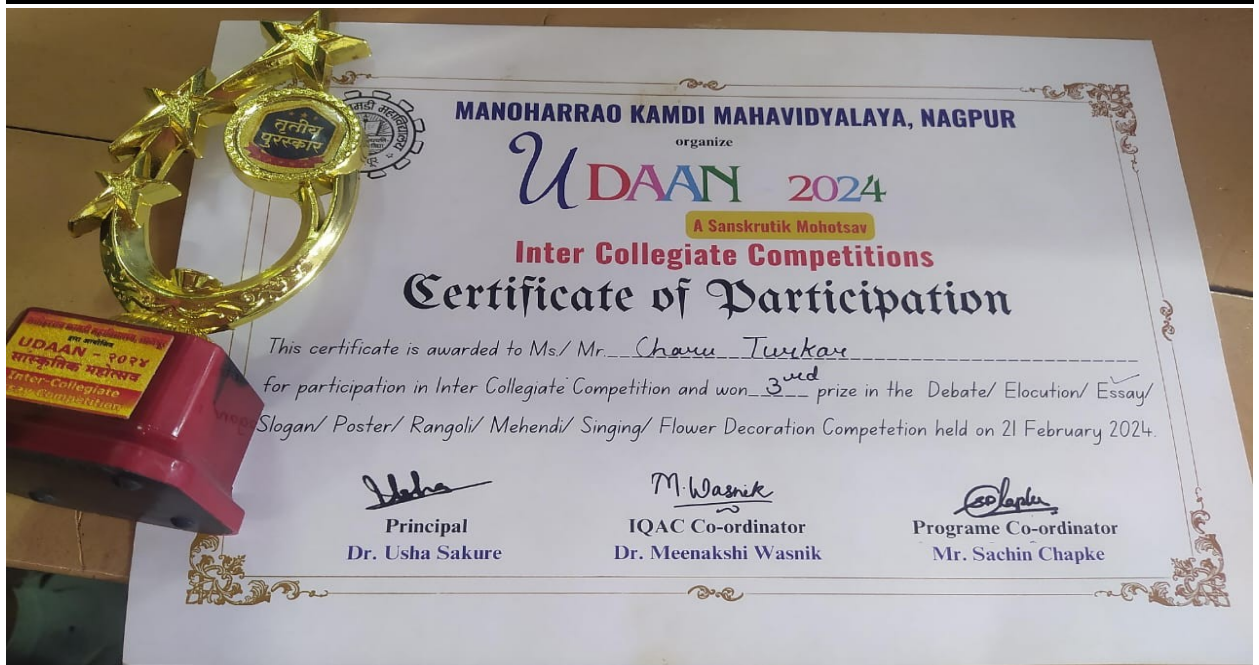 तृतीय
पुरस्कार
MANOHARRAO KAMDI MAHAVIDYALAYA, NAGPUR
organize
UDAAN 2024
A Sanskrutik Mohotsav
Inter Collegiate Competitions
Certificate of Participation
This certificate is awarded to Ms./ Mr. Charu Turkar
for participation in Inter Collegiate Competition and won 3rd prize in the Debate/ Elocution/ Essay/
Slogan/ Poster/ Rangoli/ Mehendi/ Singing/ Flower Decoration Competetion held on 21 February 2024.
M. Wasnik
Principal
IQAC Co-ordinator
Programe Co-ordinator
Dr. Usha Sakure
Dr. Meenakshi Wasnik
Mr. Sachin Chapke
UDAAN - २०२४
सांस्कृतिक महोत्सव
Inter-Collegiate
Competition